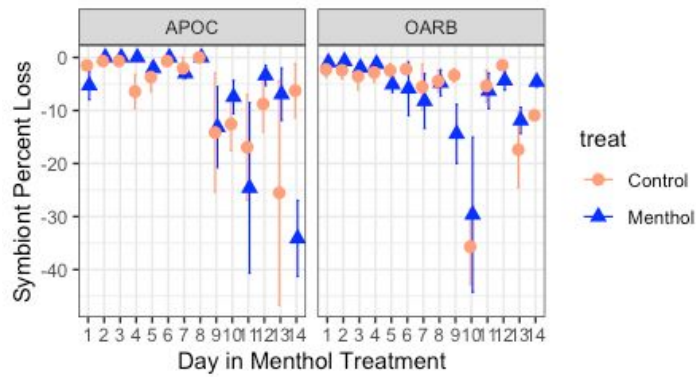 APOC OARB
0
-10
-20
-30
-40
Symbiont Percent Loss
1 2 3 4 5 6 7 8 9 10 11 12 13 14 1 2 3 4 5 6 7 8 9 10 11 12 13 14
Day in Menthol Treatment
treat
Control
Menthol